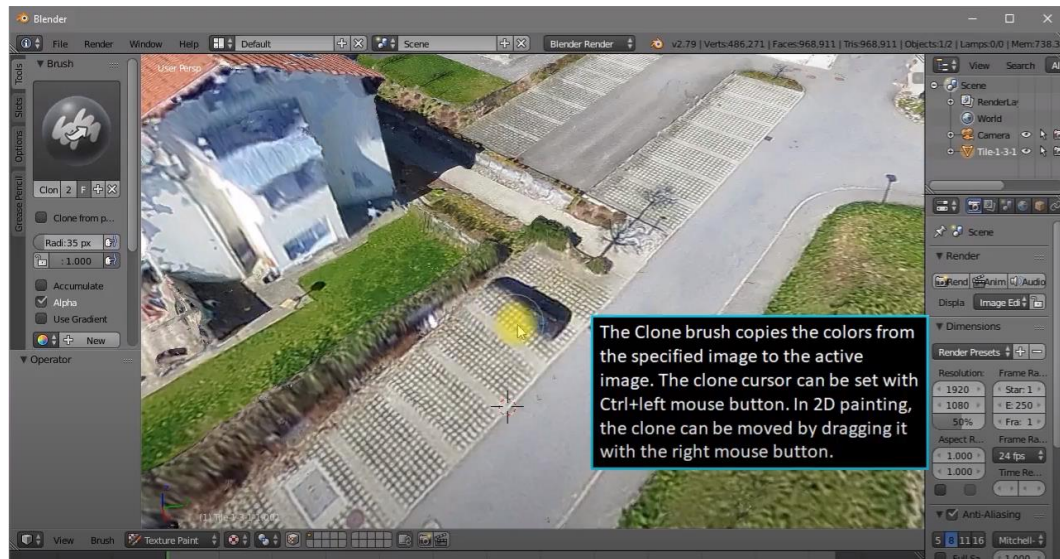 Blender
File Render Window Help Default Scene Blender Render v2.79 | Verts:486,271 | Faces:968,911 | Tris:968,911 | Objects:1/2 | Lamps:0/0 | Mem:738.
Tools
Slots
Options
Grease Pencil
Brush
Clon 2 F
Clone from p...
Radi:35 px
: 1.000
Accumulate
Alpha
Use Gradient
New
Operator
User Persp
The Clone brush copies the colors from
the specified image to the active
image. The clone cursor can be set with
Ctrl+left mouse button. In 2D painting,
the clone can be moved by dragging it
with the right mouse button.
View Brush Texture Paint
View Search Al
Scene
RenderLay
World
Camera
Tile-1-3-1
Scene
Render
Rend Anim Audio
Displa Image Edi
Dimensions
Render Presets
Resolution: Frame Ra...
1920 Star: 1
1080 E: 250
50% Fra: 1
Aspect R... Frame Ra...
1.000 24 fps
1.000 Time Re...
Anti-Aliasing
5 8 11 16 Mitchell-
1.000